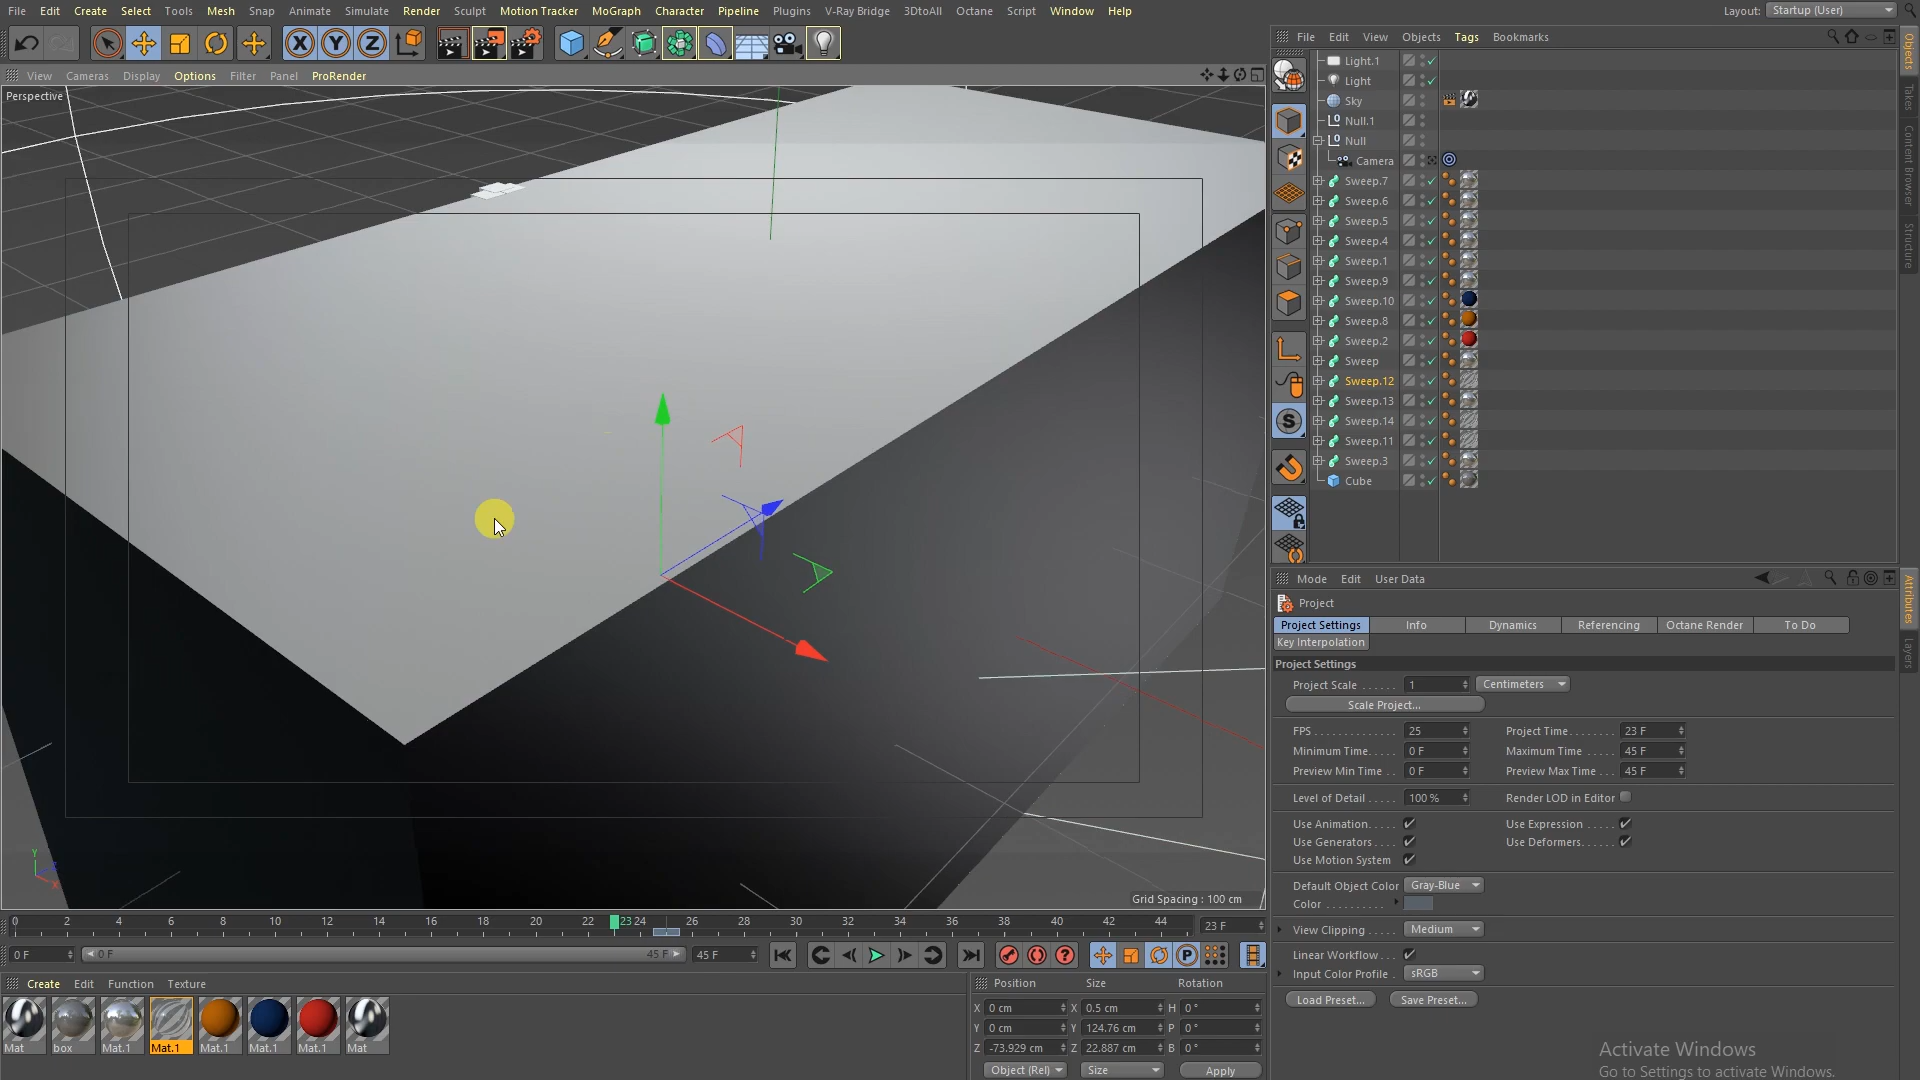 File Edit Create Select Tools Mesh Snap Animate Simulate Render Sculpt Motion Tracker MoGraph Character Pipeline Plugins V-Ray Bridge 3DtoAll Octane Script Window Help
Layout: Startup (User)
View Cameras Display Options Filter Panel ProRender
Perspective
Grid Spacing : 100 cm
File Edit View Objects Tags Bookmarks
Light.1
Light
Sky
Null.1
Null
Camera
Sweep.7
Sweep.6
Sweep.5
Sweep.4
Sweep.1
Sweep.9
Sweep.10
Sweep.8
Sweep.2
Sweep
Sweep.12
Sweep.13
Sweep.14
Sweep.11
Sweep.3
Cube
Objects
Takes
Content Browser
Structure
Mode Edit User Data
Project
Project Settings Info Dynamics Referencing Octane Render To Do
Key Interpolation
Project Settings
Project Scale . . . . . . 1 Centimeters
Scale Project...
FPS . . . . . . . . . . . . . 25 Project Time. . . . . . . . 23 F
Minimum Time. . . . 0 F Maximum Time . . . . . 45 F
Preview Min Time . . 0 F Preview Max Time . . . 45 F
Level of Detail . . . . . 100 % Render LOD in Editor
Use Animation. . . . . Use Expression . . . . .
Use Generators . . . . Use Deformers. . . . . .
Use Motion System
Default Object Color Gray-Blue
Color . . . . . . . . . .
View Clipping . . . . . Medium
Linear Workflow . .
Input Color Profile . sRGB
Load Preset... Save Preset...
Attributes
Layers
0 2 4 6 8 10 12 14 16 18 20 22 23 24 26 28 30 32 34 36 38 40 42 44 23 F
0 F 0 F 45 F 45 F
Create Edit Function Texture
Mat box Mat.1 Mat.1 Mat.1 Mat.1 Mat.1 Mat
Position Size Rotation
X 0 cm X 0.5 cm H 0 °
Y 0 cm Y 124.76 cm P 0 °
Z -73.929 cm Z 22.887 cm B 0 °
Object (Rel) Size Apply
Activate Windows
Go to Settings to activate Windows.